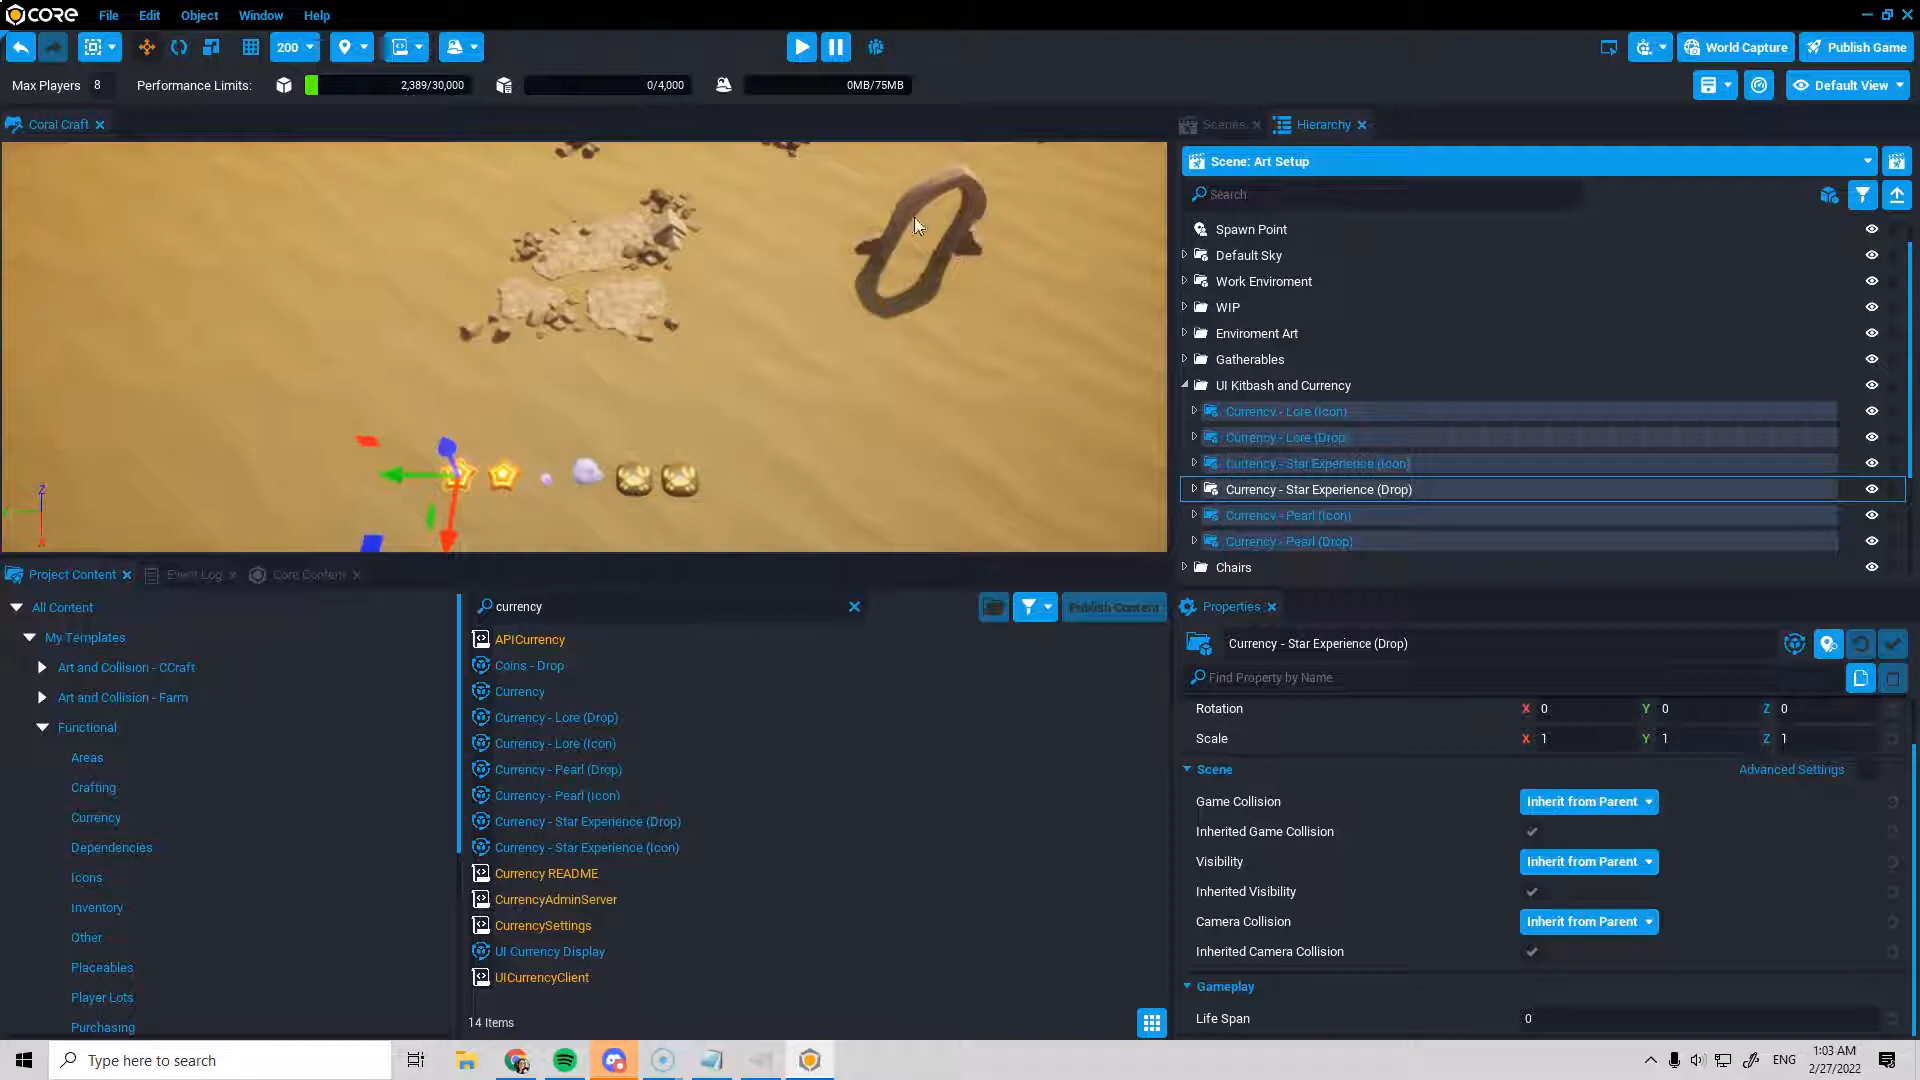 CORE File Edit Object Window Help
200 World Capture Publish Game
Max Players 8 Performance Limits: 2,389/30,000 0/4,000 0MB/75MB Default View
Coral Craft Scenes Hierarchy
Scene: Art Setup
Search
Spawn Point
Default Sky
Work Enviroment
WIP
Enviroment Art
Gatherables
UI Kitbash and Currency
Currency - Lore (Icon)
Currency - Lore (Drop)
Currency - Star Experience (Icon)
Currency - Star Experience (Drop)
Currency - Pearl (Icon)
Currency - Pearl (Drop)
Chairs
Z
Y
X
Project Content Event Log Core Content
All Content
My Templates
Art and Collision - CCraft
Art and Collision - Farm
Functional
Areas
Crafting
Currency
Dependencies
Icons
Inventory
Other
Placeables
Player Lots
Purchasing
currency Publish Content
APICurrency
Coins - Drop
Currency
Currency - Lore (Drop)
Currency - Lore (Icon)
Currency - Pearl (Drop)
Currency - Pearl (Icon)
Currency - Star Experience (Drop)
Currency - Star Experience (Icon)
Currency README
CurrencyAdminServer
CurrencySettings
UI Currency Display
UICurrencyClient
14 Items
Properties
Currency - Star Experience (Drop)
Find Property by Name
Rotation X 0 Y 0 Z 0
Scale X 1 Y 1 Z 1
Scene Advanced Settings
Game Collision Inherit from Parent
Inherited Game Collision
Visibility Inherit from Parent
Inherited Visibility
Camera Collision Inherit from Parent
Inherited Camera Collision
Gameplay
Life Span 0
Type here to search ENG 1:03 AM
2/27/2022